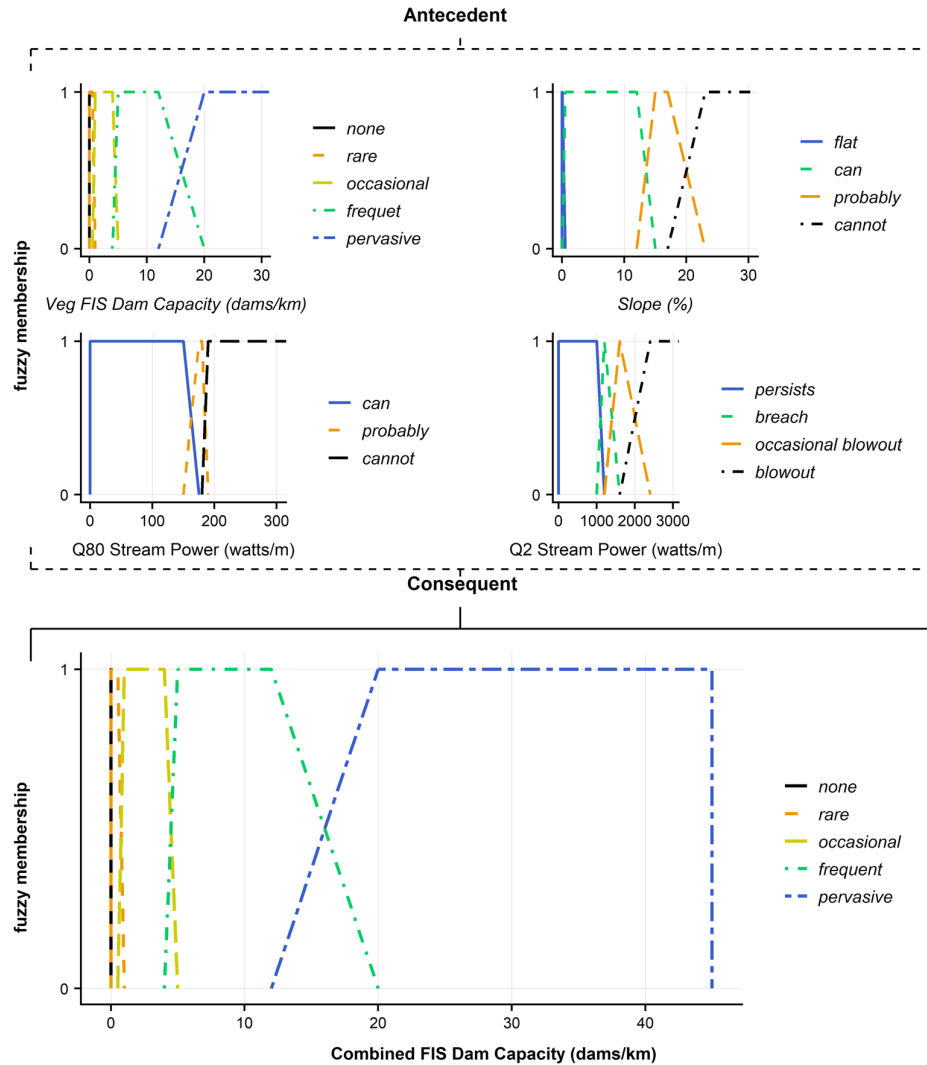 Antecedent
fuzzy membership
1
0
0
10
20
30
Veg FIS Dam Capacity (dams/km)
none
rare
occasional
frequet
pervasive
1
0
0
10
20
30
Slope (%)
flat
can
probably
cannot
1
0
0
100
200
300
Q80 Stream Power (watts/m)
can
probably
cannot
1
0
0
1000
2000
3000
Q2 Stream Power (watts/m)
persists
breach
occasional blowout
blowout
Consequent
fuzzy membership
1
0
0
10
20
30
40
Combined FIS Dam Capacity (dams/km)
none
rare
occasional
frequent
pervasive